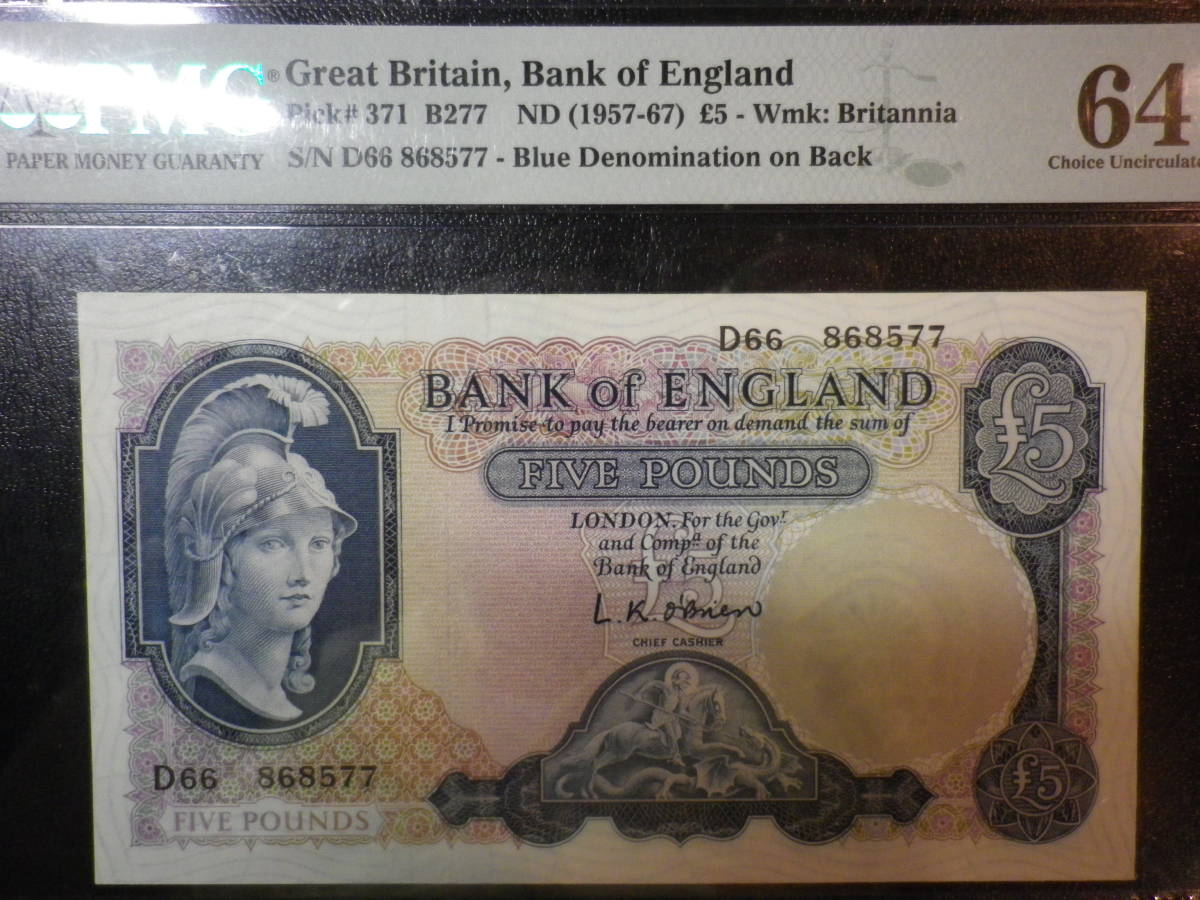 PMG®
PAPER MONEY GUARANTY
Great Britain, Bank of England
Pick# 371 B277 ND (1957-67) £5 - Wmk: Britannia
S/N D66 868577 - Blue Denomination on Back
64
Choice Uncirculate
D66 868577
BANK of ENGLAND
I Promise to pay the bearer on demand the sum of
FIVE POUNDS
£5
LONDON. For the Govr.
and Compa. of the
Bank of England
£5
L. K. O'Brien
CHIEF CASHIER
D66 868577
FIVE POUNDS
£5